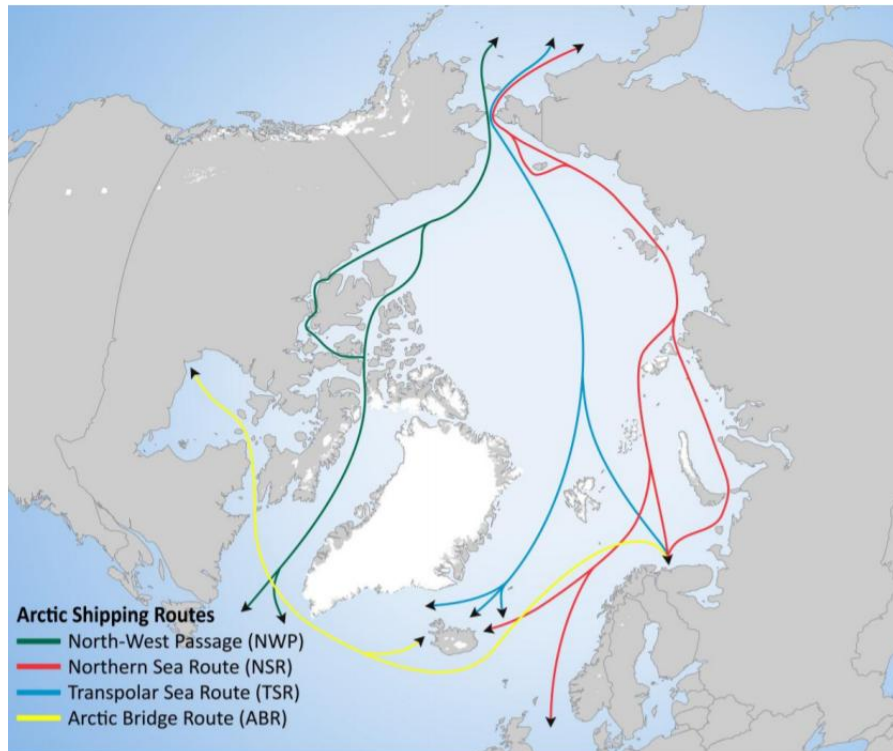 Arctic Shipping Routes
North-West Passage (NWP)
Northern Sea Route (NSR)
Transpolar Sea Route (TSR)
Arctic Bridge Route (ABR)